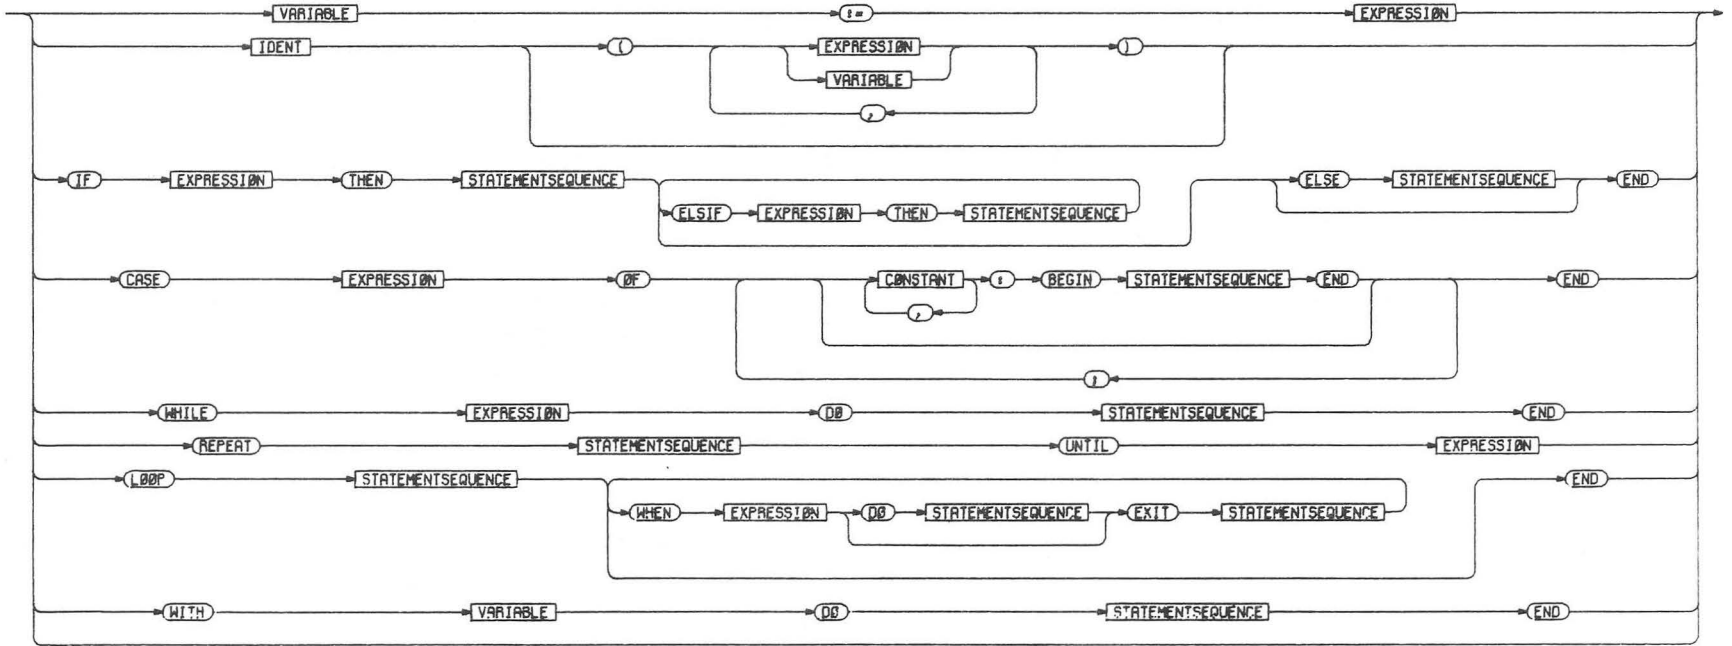 VARIABLE := EXPRESSIØN
IDENT ( EXPRESSIØN )
VARIABLE
,
IF EXPRESSIØN THEN STATEMENTSEQUENCE ELSE STATEMENTSEQUENCE END
ELSIF EXPRESSIØN THEN STATEMENTSEQUENCE
CASE EXPRESSIØN ØF CØNSTANT : BEGIN STATEMENTSEQUENCE END END
,
;
WHILE EXPRESSIØN DØ STATEMENTSEQUENCE END
REPEAT STATEMENTSEQUENCE UNTIL EXPRESSIØN
LØØP STATEMENTSEQUENCE END
WHEN EXPRESSIØN DØ STATEMENTSEQUENCE EXIT STATEMENTSEQUENCE
WITH VARIABLE DØ STATEMENTSEQUENCE END